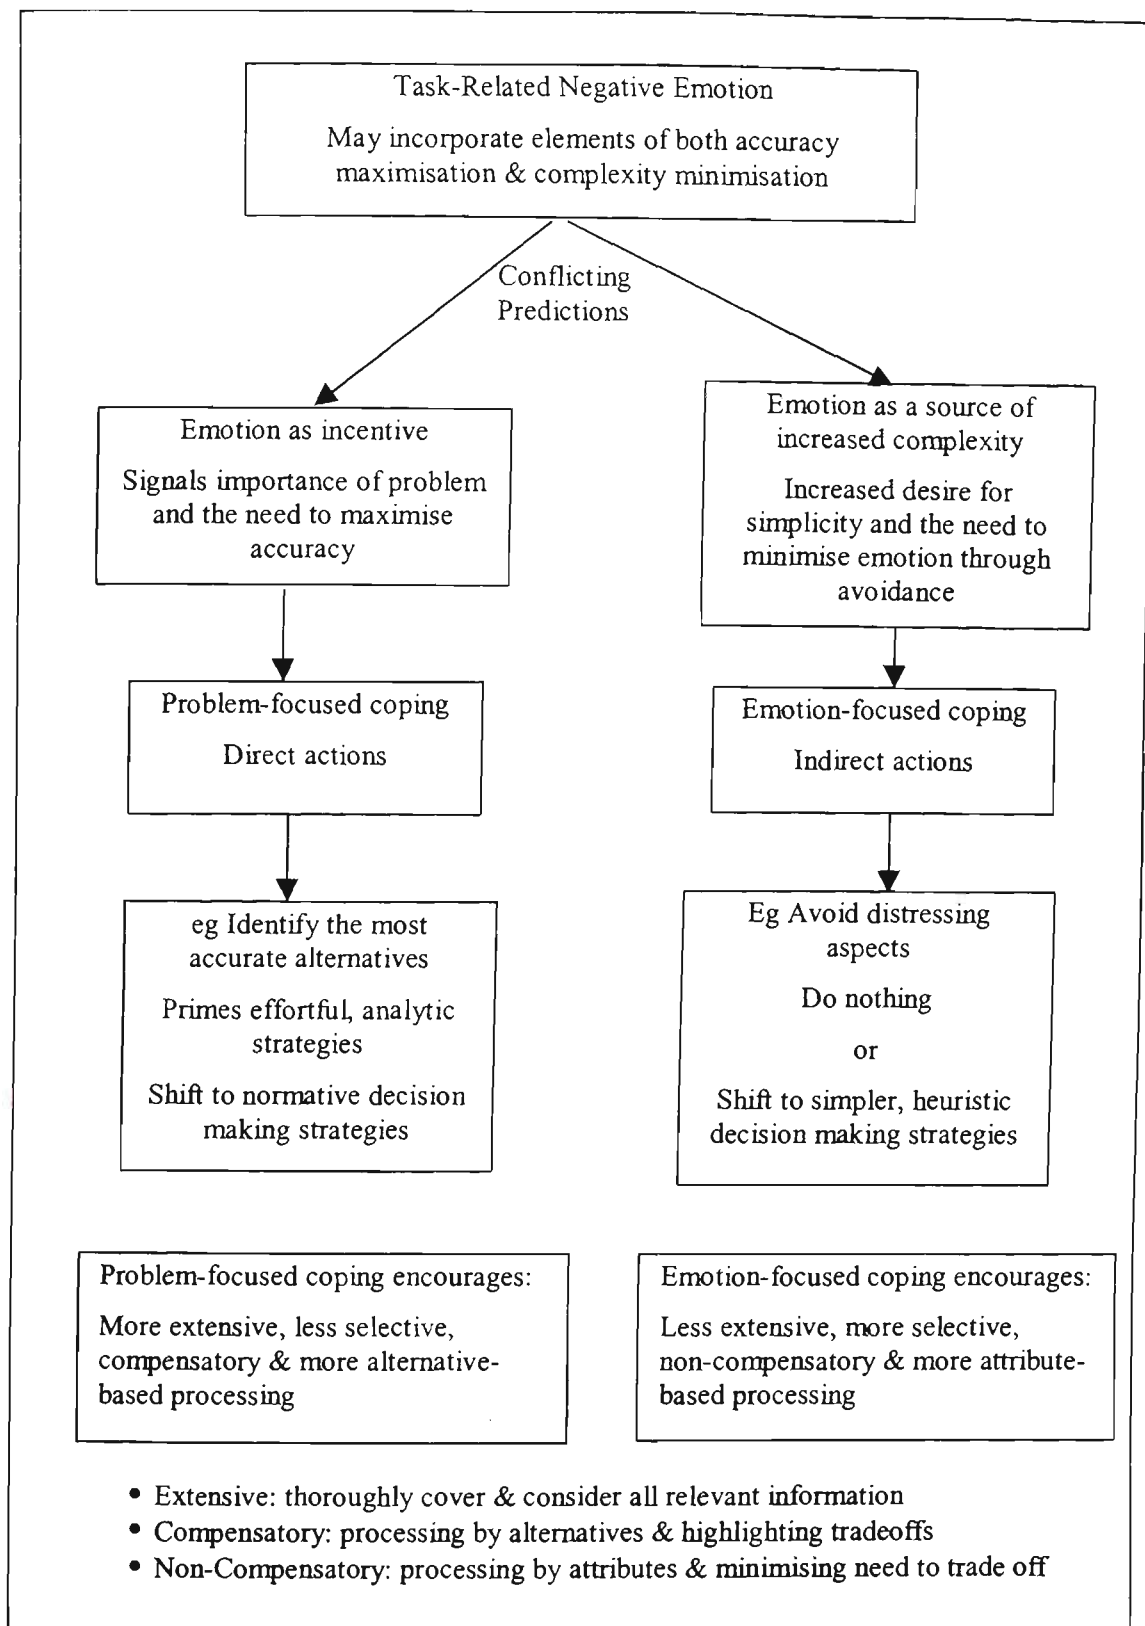 Task-Related Negative Emotion
May incorporate elements of both accuracy
maximisation & complexity minimisation
Conflicting
Predictions
Emotion as incentive
Signals importance of problem
and the need to maximise
accuracy
Emotion as a source of
increased complexity
Increased desire for
simplicity and the need to
minimise emotion through
avoidance
Problem-focused coping
Direct actions
Emotion-focused coping
Indirect actions
eg Identify the most
accurate alternatives
Primes effortful, analytic
strategies
Shift to normative decision
making strategies
Eg Avoid distressing
aspects
Do nothing
or
Shift to simpler, heuristic
decision making strategies
Problem-focused coping encourages:
More extensive, less selective,
compensatory & more alternative-
based processing
Emotion-focused coping encourages:
Less extensive, more selective,
non-compensatory & more attribute-
based processing
• Extensive: thoroughly cover & consider all relevant information
• Compensatory: processing by alternatives & highlighting tradeoffs
• Non-Compensatory: processing by attributes & minimising need to trade off